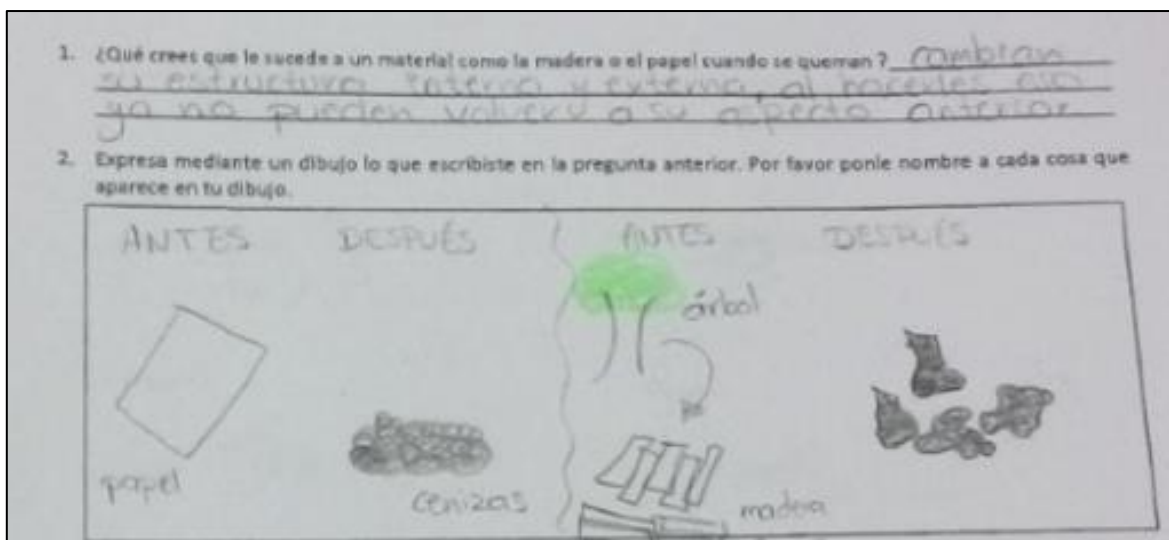 1. ¿Qué crees que le sucede a un material como la madera o el papel cuando se queman ? Cambian
su estructura interna y externa, al hacerles eso
ya no pueden volver a su aspecto anterior
2. Expresa mediante un dibujo lo que escribiste en la pregunta anterior. Por favor ponle nombre a cada cosa que
aparece en tu dibujo.
ANTES DESPUÉS ANTES DESPUÉS
árbol
papel cenizas madera